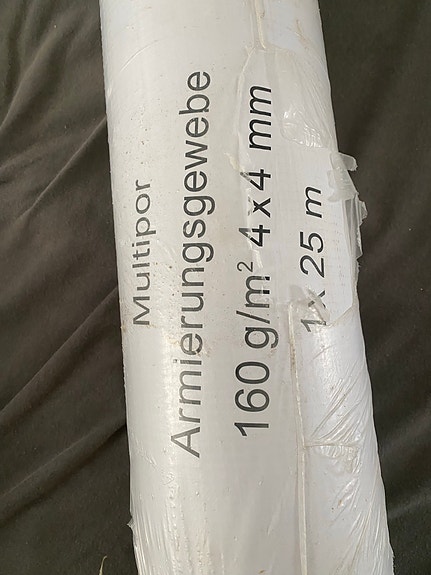 Multipor
Armierungsgewebe
160 g/m² 4 x 4 mm
1 x 25 m